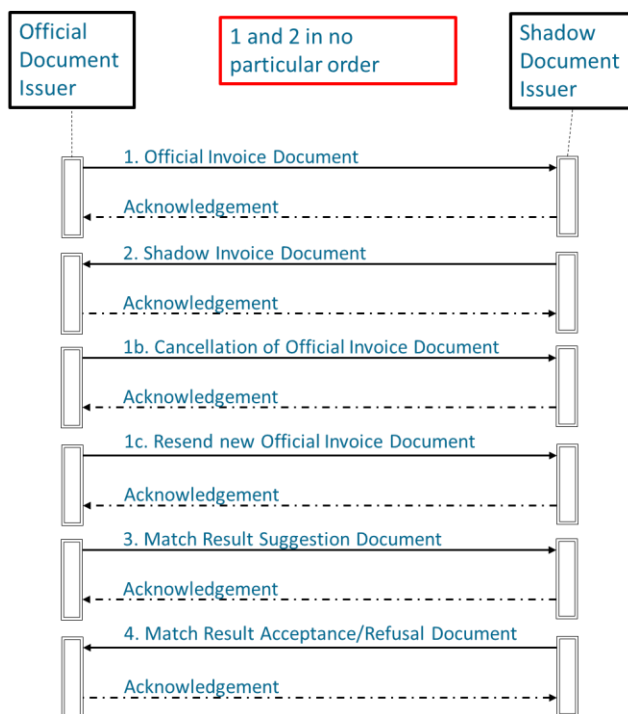 Official
Document
Issuer
1 and 2 in no
particular order
Shadow
Document
Issuer
1. Official Invoice Document
Acknowledgement
2. Shadow Invoice Document
Acknowledgement
1b. Cancellation of Official Invoice Document
Acknowledgement
1c. Resend new Official Invoice Document
Acknowledgement
3. Match Result Suggestion Document
Acknowledgement
4. Match Result Acceptance/Refusal Document
Acknowledgement